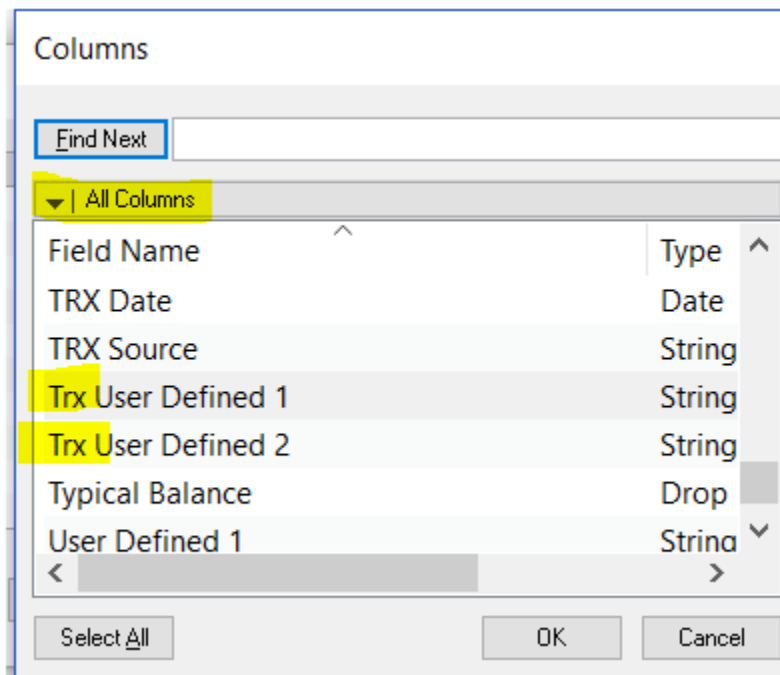 Columns
Find Next
| All Columns
Field Name Type
TRX Date Date
TRX Source String
Trx User Defined 1 String
Trx User Defined 2 String
Typical Balance Drop
User Defined 1 String
Select All OK Cancel